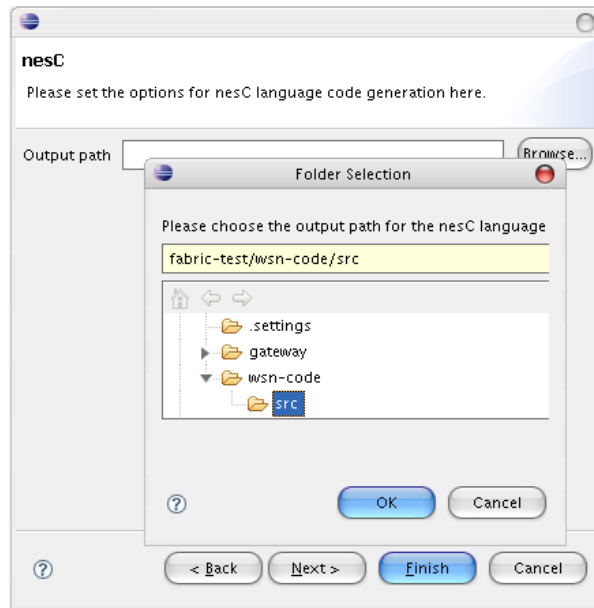 nesC
Please set the options for nesC language code generation here.
Output path
Browse...
Folder Selection
Please choose the output path for the nesC language
fabric-test/wsn-code/src
.settings
gateway
wsn-code
src
OK Cancel
< Back Next > Finish Cancel